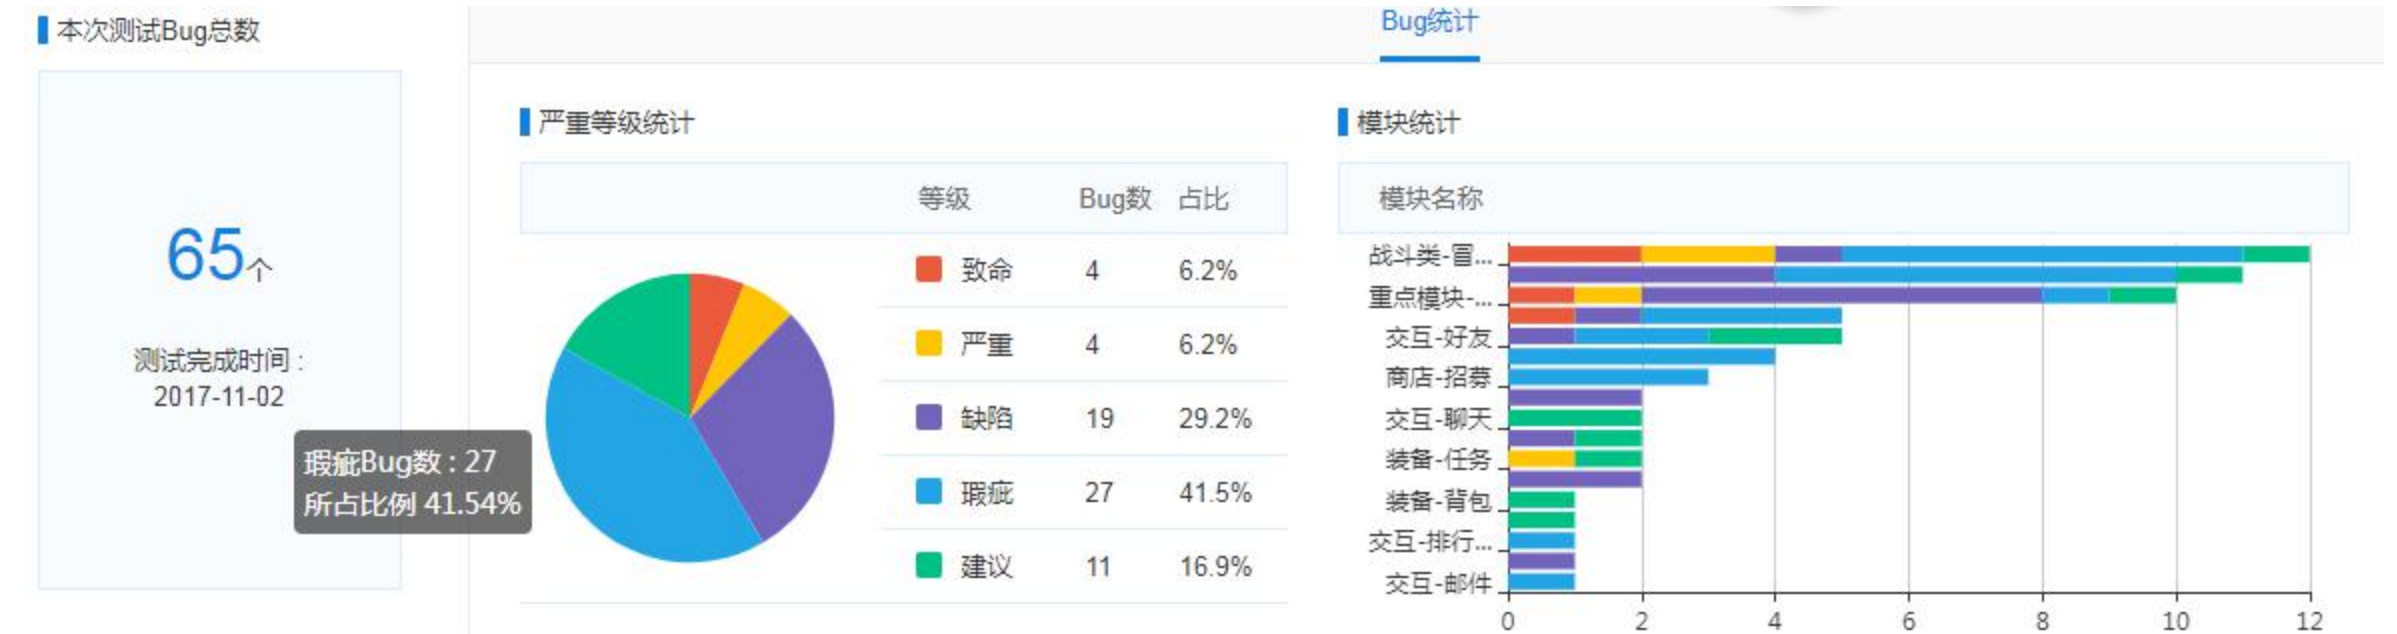 本次测试Bug总数
65个
测试完成时间：
2017-11-02
Bug统计
严重等级统计
等级 Bug数 占比
致命 4 6.2%
严重 4 6.2%
缺陷 19 29.2%
瑕疵 27 41.5%
建议 11 16.9%
瑕疵Bug数：27
所占比例 41.54%
模块统计
模块名称
战斗类-冒...
重点模块-...
交互-好友
商店-招募
交互-聊天
装备-任务
装备-背包
交互-排行...
交互-邮件
0 2 4 6 8 10 12